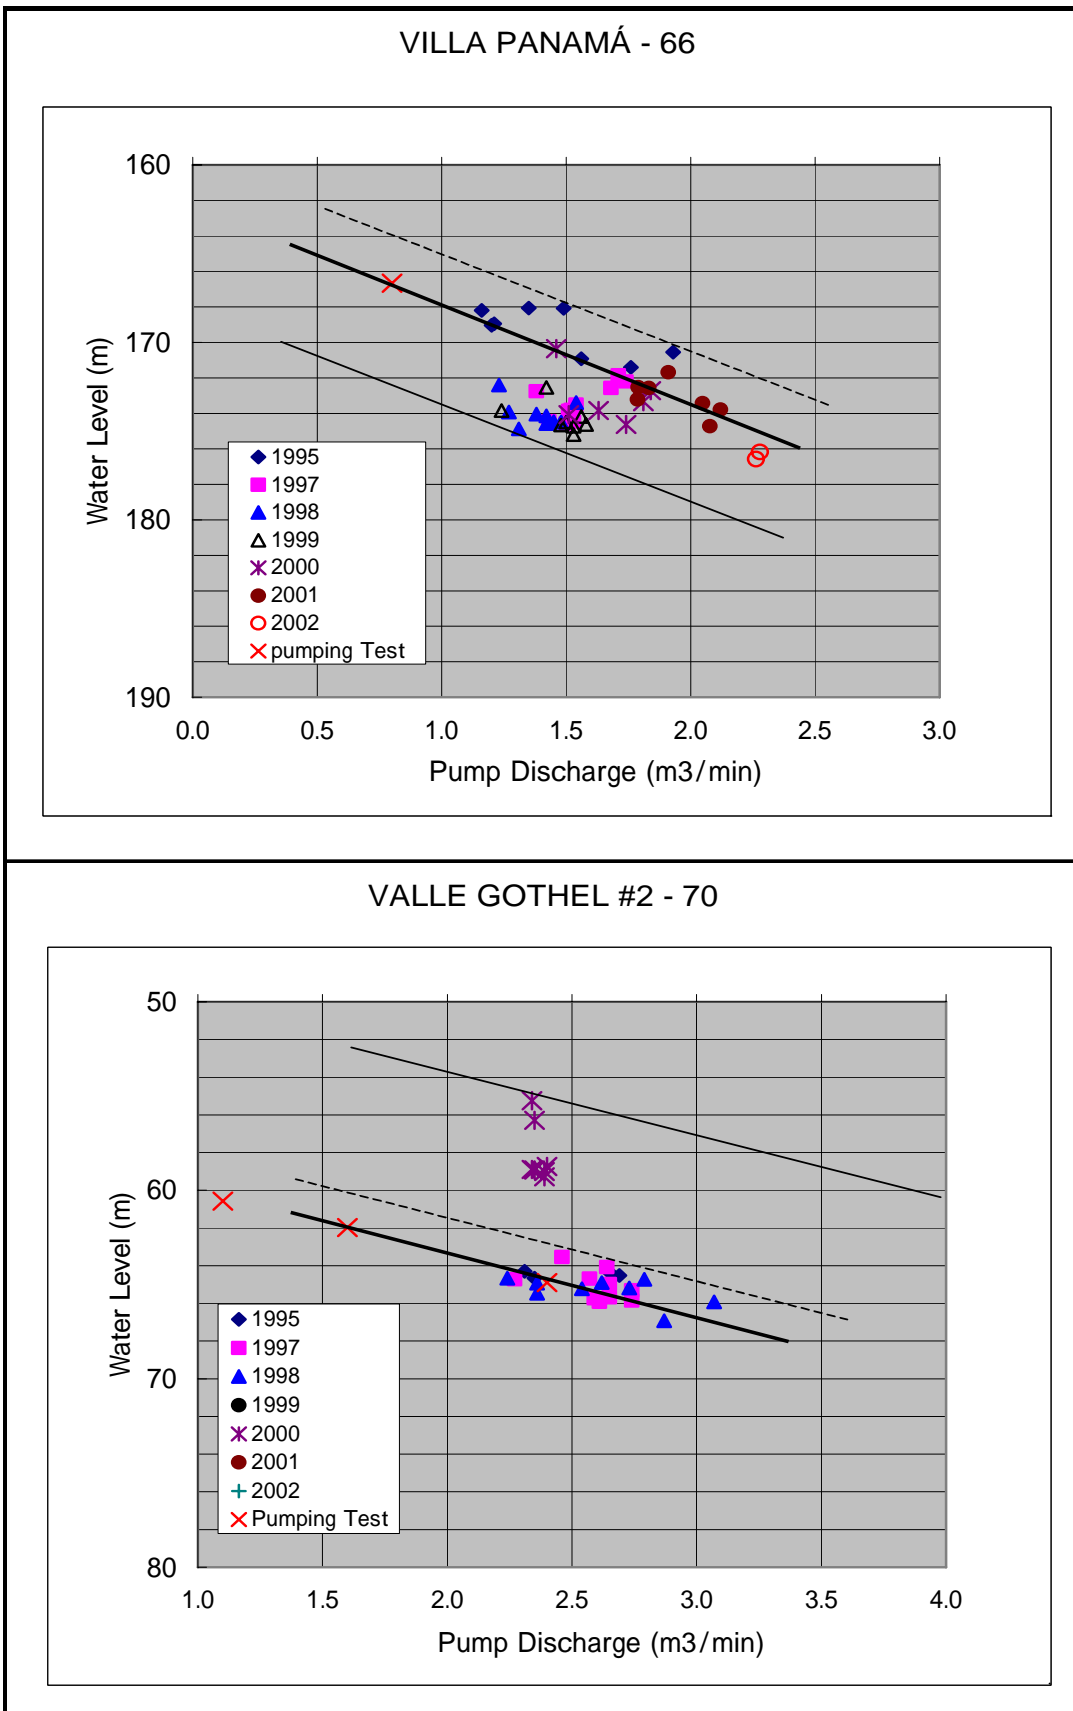 VILLA PANAMÁ - 66
160
170
180
190
Water Level (m)
1995
1997
1998
1999
2000
2001
2002
pumping Test
0.0 0.5 1.0 1.5 2.0 2.5 3.0
Pump Discharge (m3/min)
VALLE GOTHEL #2 - 70
50
60
70
80
Water Level (m)
1995
1997
1998
1999
2000
2001
2002
Pumping Test
1.0 1.5 2.0 2.5 3.0 3.5 4.0
Pump Discharge (m3/min)